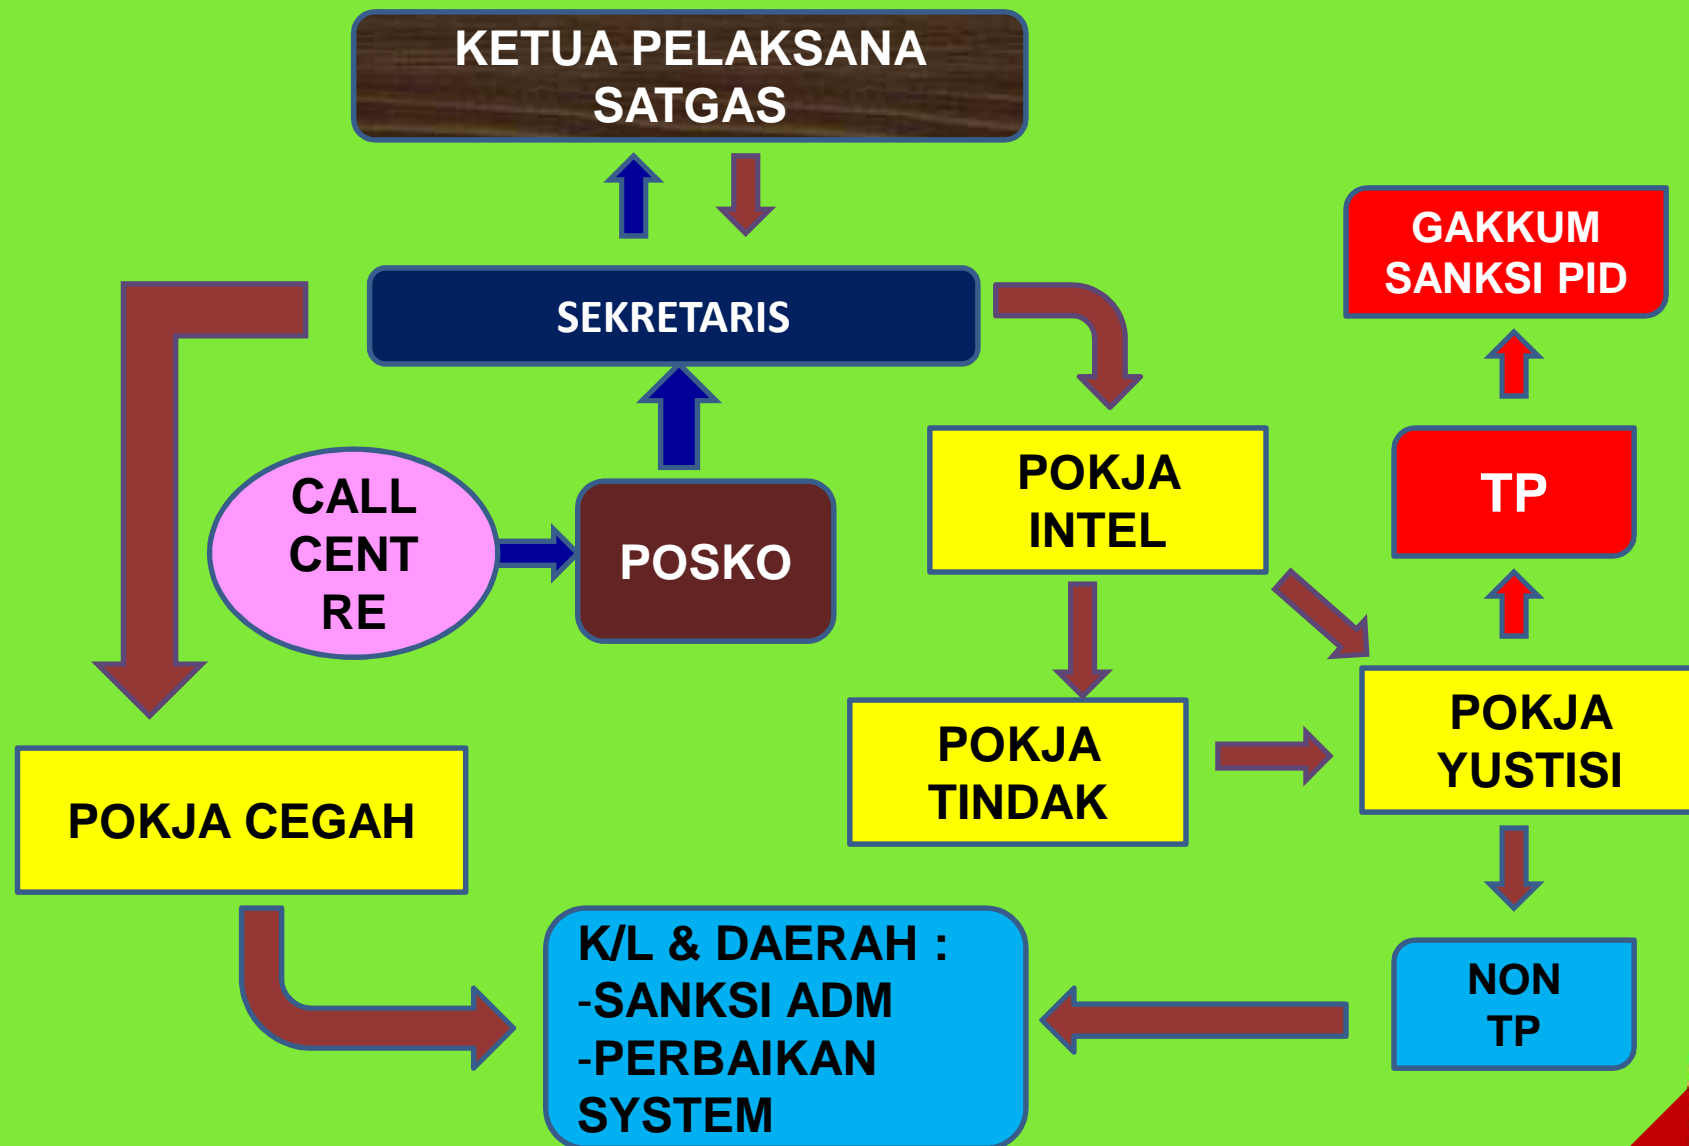 KETUA PELAKSANA
SATGAS
GAKKUM
SANKSI PID
SEKRETARIS
CALL
CENT
RE
POSKO
POKJA
INTEL
TP
POKJA
TINDAK
POKJA
YUSTISI
POKJA CEGAH
K/L & DAERAH :
-SANKSI ADM
-PERBAIKAN
SYSTEM
NON
TP